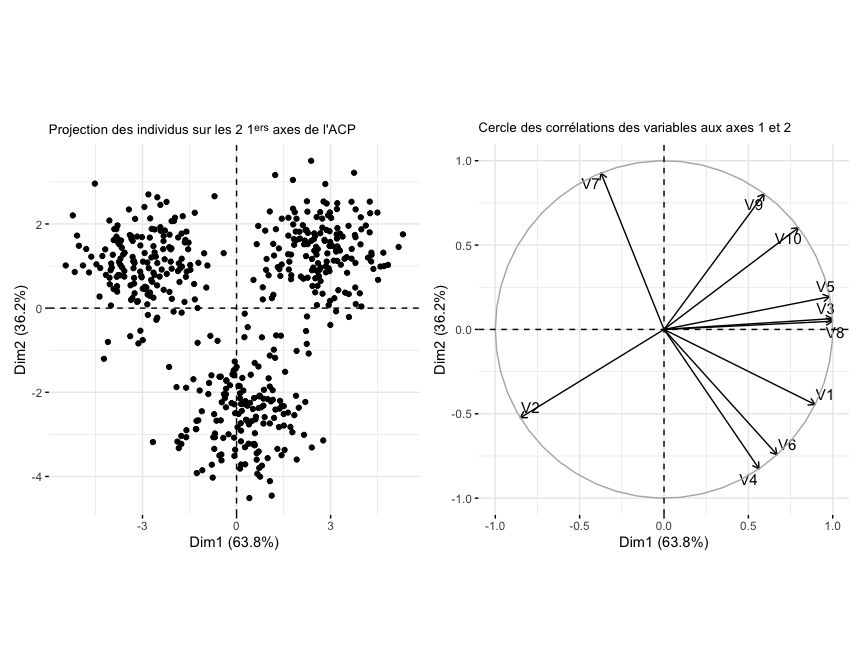 Projection des individus sur les 2 1ers axes de l'ACP
2
0
-2
-4
Dim2 (36.2%)
-3
0
3
Dim1 (63.8%)
Cercle des corrélations des variables aux axes 1 et 2
1.0
0.5
0.0
-0.5
-1.0
Dim2 (36.2%)
V7
V9
V10
V5
V3
V8
V1
V2
V6
V4
-1.0
-0.5
0.0
0.5
1.0
Dim1 (63.8%)